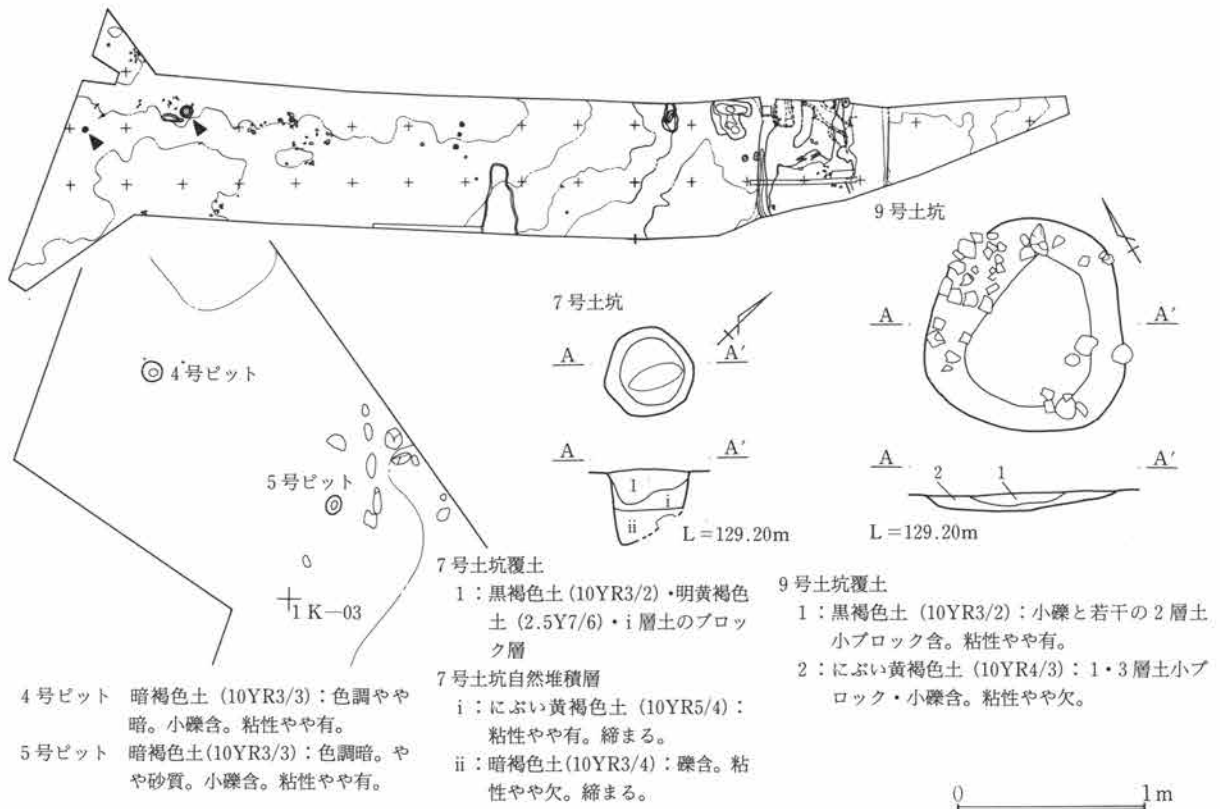 9号土坑
7号土坑
A A'
A A'
4号ピット
A A'
1
i
ii
A A'
2 1
5号ピット
L=129.20m
L=129.20m
1K—03
7号土坑覆土
1：黒褐色土(10YR3/2)・明黄褐色
土(2.5Y7/6)・i層土のブロッ
ク層
7号土坑自然堆積層
i：にぶい黄褐色土(10YR5/4)：
粘性やや有。締まる。
ii：暗褐色土(10YR3/4)：礫含。粘
性やや欠。締まる。
9号土坑覆土
1：黒褐色土(10YR3/2)：小礫と若干の2層土
小ブロック含。粘性やや有。
2：にぶい黄褐色土(10YR4/3)：1・3層土小ブ
ロック・小礫含。粘性やや欠。
4号ピット 暗褐色土(10YR3/3)：色調やや
暗。小礫含。粘性やや有。
5号ピット 暗褐色土(10YR3/3)：色調暗。や
や砂質。小礫含。粘性やや有。
0 1m